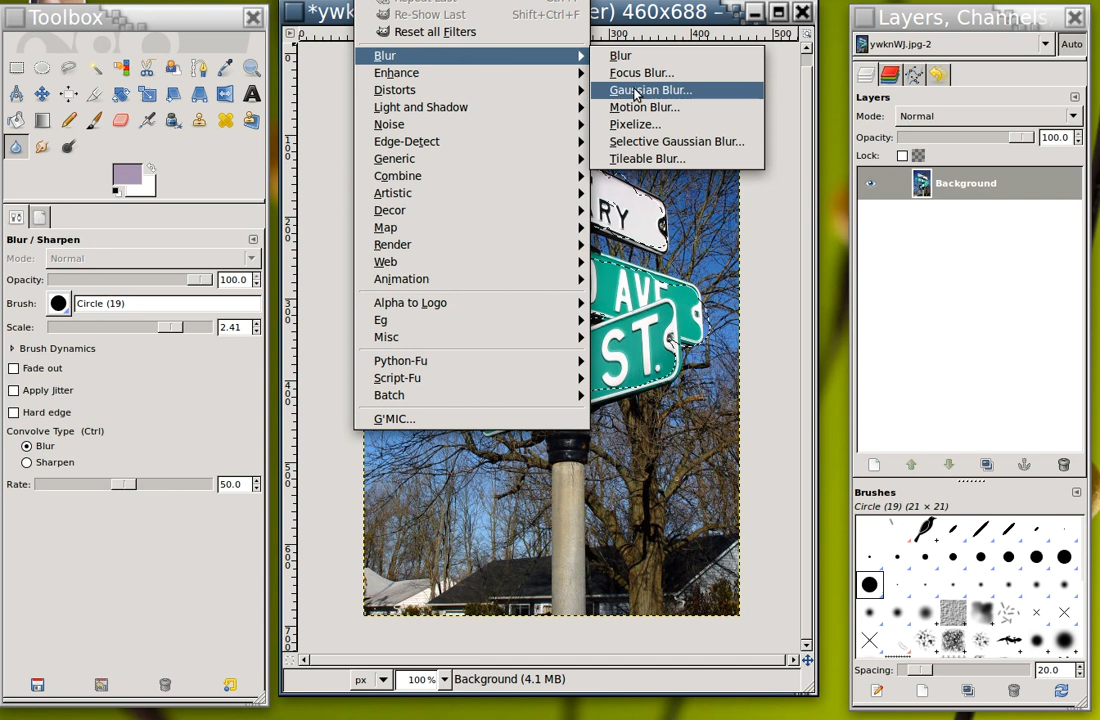 Toolbox
Blur / Sharpen
Mode: Normal
Opacity: 100.0
Brush: Circle (19)
Scale: 2.41
Brush Dynamics
Fade out
Apply Jitter
Hard edge
Convolve Type (Ctrl)
Blur
Sharpen
Rate: 50.0
er) 460x688 –
400
500
Re-Show Last Shift+Ctrl+F
Reset all Filters
Blur
Enhance
Distorts
Light and Shadow
Noise
Edge-Detect
Generic
Combine
Artistic
Decor
Map
Render
Web
Animation
Alpha to Logo
Eg
Misc
Python-Fu
Script-Fu
Batch
G'MIC...
Blur
Focus Blur...
Gaussian Blur...
Motion Blur...
Pixelize...
Selective Gaussian Blur...
Tileable Blur...
ARY
AVE
ST.
px 100 % Background (4.1 MB)
Layers, Channels
ywknWJ.jpg-2 Auto
Layers
Mode: Normal
Opacity: 100.0
Lock:
Background
Brushes
Circle (19) (21 × 21)
Spacing: 20.0